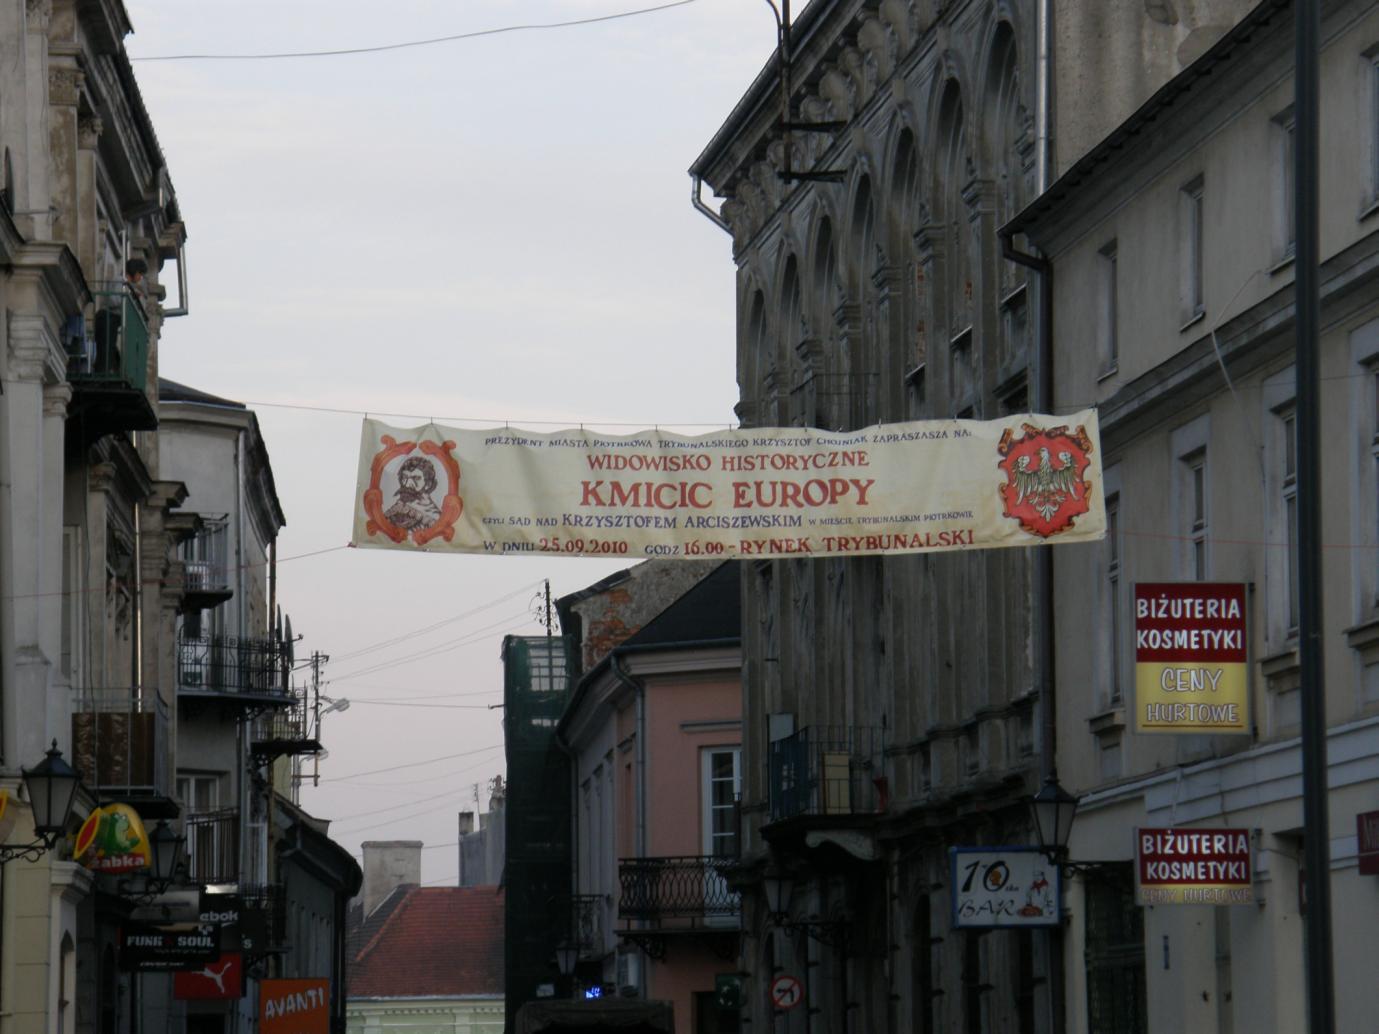 PREZYDENT MIASTA PIOTRKOWA TRYBUNALSKIEGO KRZYSZTOF CHOJNIAK ZAPRASZA NA:
WIDOWISKO HISTORYCZNE
KMICIC EUROPY
CZYLI SĄD NAD KRZYSZTOFEM ARCISZEWSKIM W MIEŚCIE TRYBUNALSKIM PIOTRKOWIE
W DNIU 25.09.2010 GODZ 16.00 - RYNEK TRYBUNALSKI
BIŻUTERIA
KOSMETYKI
CENY
HURTOWE
BIŻUTERIA
KOSMETYKI
CENY HURTOWE
10
BAR
żabka
FUNK N SOUL
AVANTI